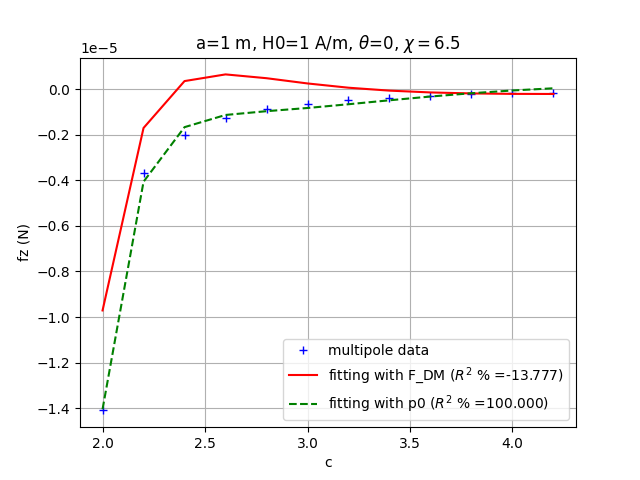 a=1 m, H0=1 A/m, θ=0, χ = 6.5
1e−5
0.0
−0.2
−0.4
−0.6
−0.8
−1.0
−1.2
−1.4
fz (N)
multipole data
fitting with F_DM (R² % =-13.777)
fitting with p0 (R² % =100.000)
2.0 2.5 3.0 3.5 4.0
c